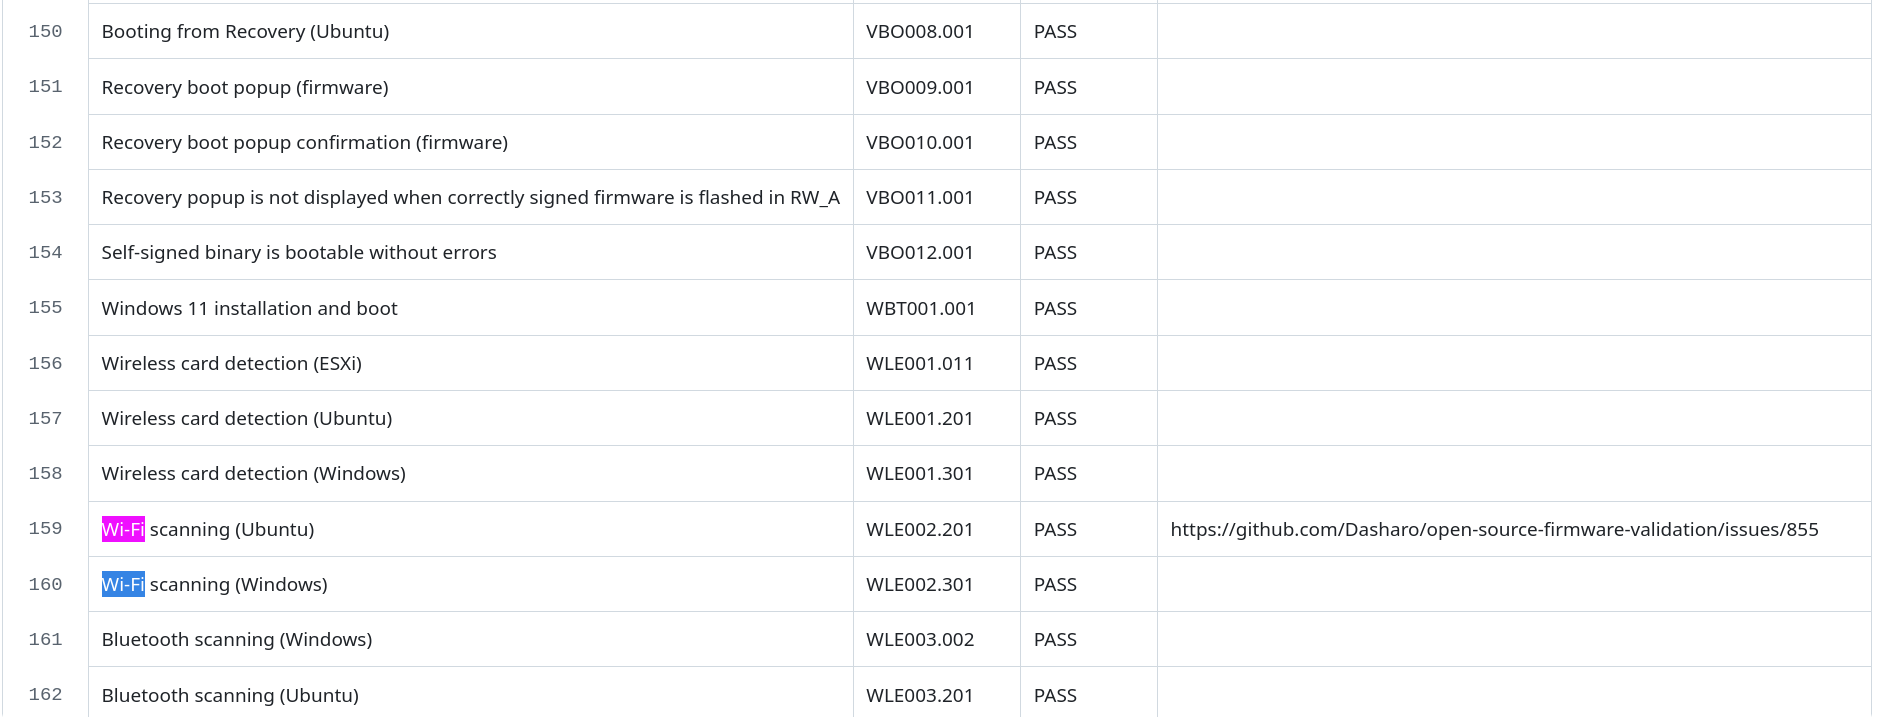 150 Booting from Recovery (Ubuntu) VBO008.001 PASS
151 Recovery boot popup (firmware) VBO009.001 PASS
152 Recovery boot popup confirmation (firmware) VBO010.001 PASS
153 Recovery popup is not displayed when correctly signed firmware is flashed in RW_A VBO011.001 PASS
154 Self-signed binary is bootable without errors VBO012.001 PASS
155 Windows 11 installation and boot WBT001.001 PASS
156 Wireless card detection (ESXi) WLE001.011 PASS
157 Wireless card detection (Ubuntu) WLE001.201 PASS
158 Wireless card detection (Windows) WLE001.301 PASS
159 Wi-Fi scanning (Ubuntu) WLE002.201 PASS https://github.com/Dasharo/open-source-firmware-validation/issues/855
160 Wi-Fi scanning (Windows) WLE002.301 PASS
161 Bluetooth scanning (Windows) WLE003.002 PASS
162 Bluetooth scanning (Ubuntu) WLE003.201 PASS